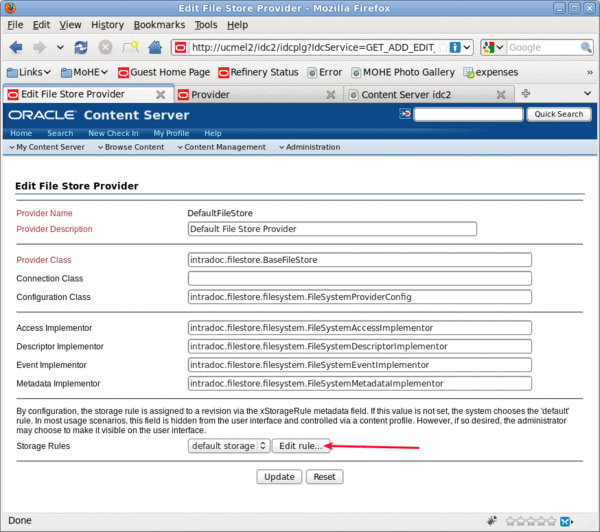 Edit File Store Provider - Mozilla Firefox
File Edit View History Bookmarks Tools Help
http://ucmel2/idc2/idcplg?IdcService=GET_ADD_EDIT_
Google
Links MoHE Guest Home Page Refinery Status Error MOHE Photo Gallery expenses
Edit File Store Provider Provider Content Server idc2
ORACLE Content Server Quick Search
Home Search New Check In My Profile Help
My Content Server Browse Content Content Management Administration
Edit File Store Provider
Provider Name DefaultFileStore
Provider Description Default File Store Provider
Provider Class intradoc.filestore.BaseFileStore
Connection Class
Configuration Class intradoc.filestore.filesystem.FileSystemProviderConfig
Access Implementor intradoc.filestore.filesystem.FileSystemAccessImplementor
Descriptor Implementor intradoc.filestore.filesystem.FileSystemDescriptorImplementor
Event Implementor intradoc.filestore.filesystem.FileSystemEventImplementor
Metadata Implementor intradoc.filestore.filesystem.FileSystemMetadataImplementor
By configuration, the storage rule is assigned to a revision via the xStorageRule metadata field. If this value is not set, the system chooses the 'default'
rule. In most usage scenarios, this field is hidden from the user interface and controlled via a content profile. However, if so desired, the administrator
may choose to make it visible on the user interface.
Storage Rules default storage Edit rule...
Update Reset
Done